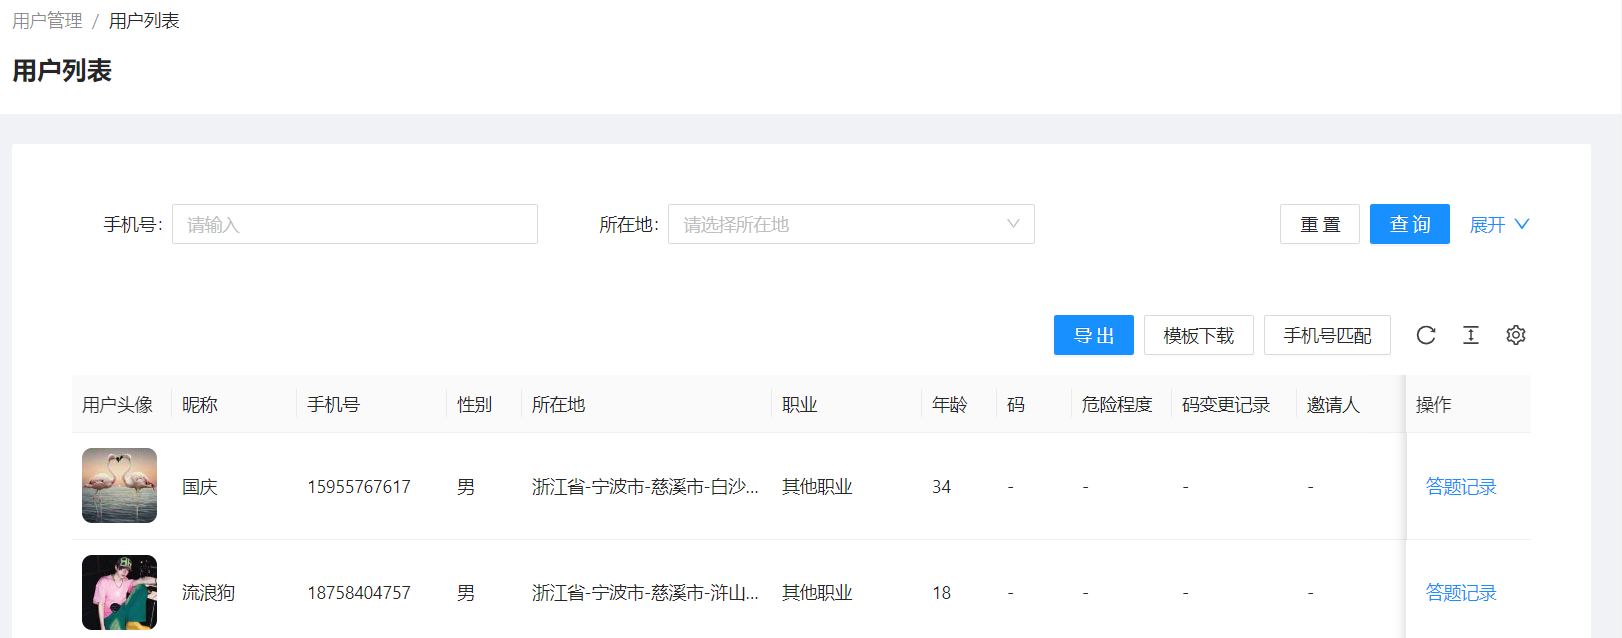 用户管理 / 用户列表
用户列表
手机号: 请输入 所在地: 请选择所在地 重 置 查 询 展开
导 出 模板下载 手机号匹配
用户头像 昵称 手机号 性别 所在地 职业 年龄 码 危险程度 码变更记录 邀请人 操作
国庆 15955767617 男 浙江省-宁波市-慈溪市-白沙... 其他职业 34 - - - - 答题记录
流浪狗 18758404757 男 浙江省-宁波市-慈溪市-浒山... 其他职业 18 - - - - 答题记录